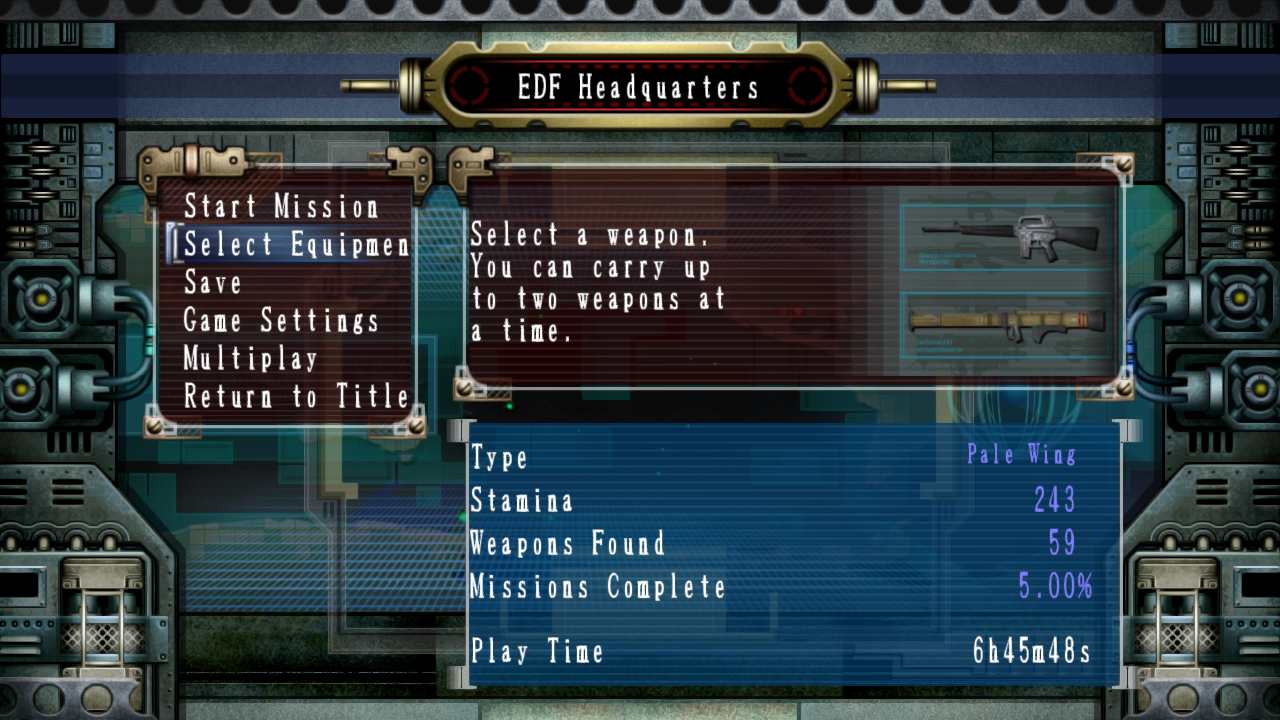 EDF Headquarters
Start Mission
Select Equipmen
Save
Game Settings
Multiplay
Return to Title
Select a weapon.
You can carry up
to two weapons at
a time.
Type Pale Wing
Stamina 243
Weapons Found 59
Missions Complete 5.00%
Play Time 6h45m48s